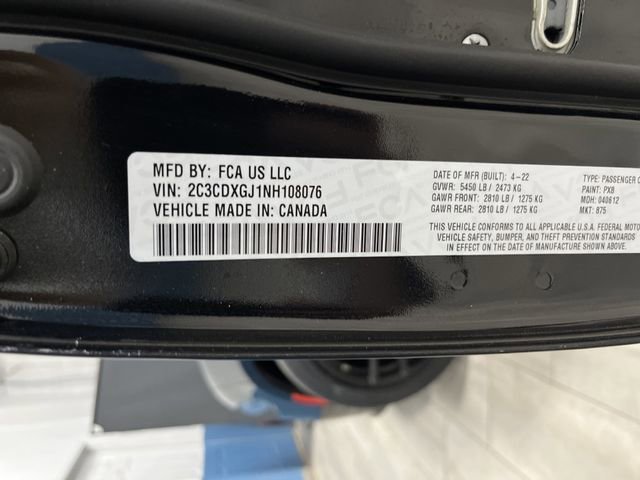 MFD BY: FCA US LLC
VIN: 2C3CDXGJ1NH108076
VEHICLE MADE IN: CANADA
DATE OF MFR (BUILT): 4-22
GVWR: 5450 LB / 2473 KG
GAWR FRONT: 2810 LB / 1275 KG
GAWR REAR: 2810 LB / 1275 KG
TYPE: PASSENGER C
PAINT: PX8
MDH: 040612
MKT: 875
THIS VEHICLE CONFORMS TO ALL APPLICABLE U.S.A. FEDERAL MOTO
VEHICLE SAFETY, BUMPER, AND THEFT PREVENTION STANDARDS
IN EFFECT ON THE DATE OF MANUFACTURE SHOWN ABOVE.